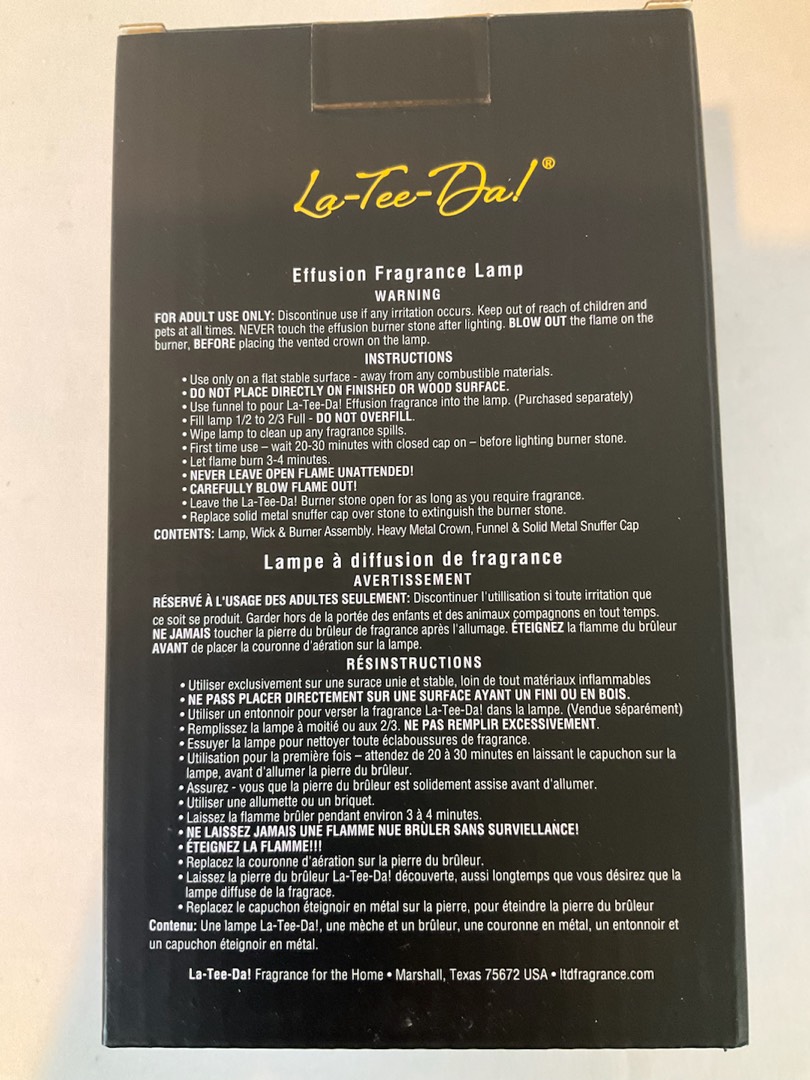 La-Tee-Da!®
Effusion Fragrance Lamp
WARNING
FOR ADULT USE ONLY: Discontinue use if any irritation occurs. Keep out of reach of children and
pets at all times. NEVER touch the effusion burner stone after lighting. BLOW OUT the flame on the
burner, BEFORE placing the vented crown on the lamp.
INSTRUCTIONS
• Use only on a flat stable surface - away from any combustible materials.
• DO NOT PLACE DIRECTLY ON FINISHED OR WOOD SURFACE.
• Use funnel to pour La-Tee-Da! Effusion fragrance into the lamp. (Purchased separately)
• Fill lamp 1/2 to 2/3 Full - DO NOT OVERFILL.
• Wipe lamp to clean up any fragrance spills.
• First time use – wait 20-30 minutes with closed cap on – before lighting burner stone.
• Let flame burn 3-4 minutes.
• NEVER LEAVE OPEN FLAME UNATTENDED!
• CAREFULLY BLOW FLAME OUT!
• Leave the La-Tee-Da! Burner stone open for as long as you require fragrance.
• Replace solid metal snuffer cap over stone to extinguish the burner stone.
CONTENTS: Lamp, Wick & Burner Assembly. Heavy Metal Crown, Funnel & Solid Metal Snuffer Cap
Lampe à diffusion de fragrance
AVERTISSEMENT
RÉSERVÉ À L'USAGE DES ADULTES SEULEMENT: Discontinuer l'utillisation si toute irritation que
ce soit se produit. Garder hors de la portée des enfants et des animaux compagnons en tout temps.
NE JAMAIS toucher la pierre du brûleur de fragrance après l'allumage. ÉTEIGNEZ la flamme du brûleur
AVANT de placer la couronne d'aération sur la lampe.
RÉSINSTRUCTIONS
• Utiliser exclusivement sur une surace unie et stable, loin de tout matériaux inflammables
• NE PASS PLACER DIRECTEMENT SUR UNE SURFACE AYANT UN FINI OU EN BOIS.
• Utiliser un entonnoir pour verser la fragrance La-Tee-Da! dans la lampe. (Vendue séparément)
• Remplissez la lampe à moitié ou aux 2/3. NE PAS REMPLIR EXCESSIVEMENT.
• Essuyer la lampe pour nettoyer toute éclaboussures de fragrance.
• Utilisation pour la première fois – attendez de 20 à 30 minutes en laissant le capuchon sur la
lampe, avant d'allumer la pierre du brûleur.
• Assurez - vous que la pierre du brûleur est solidement assise avant d'allumer.
• Utiliser une allumette ou un briquet.
• Laissez la flamme brûler pendant environ 3 à 4 minutes.
• NE LAISSEZ JAMAIS UNE FLAMME NUE BRÙLER SANS SURVIELLANCE!
• ÉTEIGNEZ LA FLAMME!!!
• Replacez la couronne d'aération sur la pierre du brûleur.
• Laissez la pierre du brûleur La-Tee-Da! découverte, aussi longtemps que vous désirez que la
lampe diffuse de la fragrace.
• Replacez le capuchon éteignoir en métal sur la pierre, pour éteindre la pierre du brûleur
Contenu: Une lampe La-Tee-Da!, une mèche et un brûleur, une couronne en métal, un entonnoir et
un capuchon éteignoir en métal.
La-Tee-Da! Fragrance for the Home • Marshall, Texas 75672 USA • ltdfragrance.com